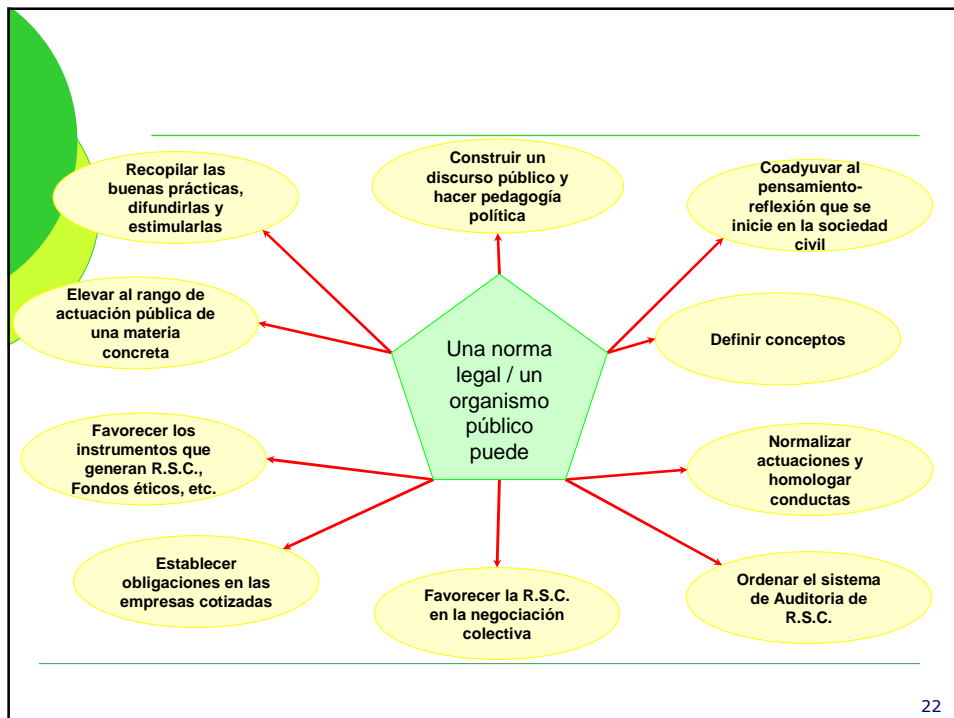 Recopilar las
buenas prácticas,
difundirlas y
estimularlas
Construir un
discurso público y
hacer pedagogía
política
Coadyuvar al
pensamiento-
reflexión que se
inicie en la sociedad
civil
Elevar al rango de
actuación pública de
una materia
concreta
Una norma
legal / un
organismo
público
puede
Definir conceptos
Favorecer los
instrumentos que
generan R.S.C.,
Fondos éticos, etc.
Normalizar
actuaciones y
homologar
conductas
Establecer
obligaciones en las
empresas cotizadas
Favorecer la R.S.C.
en la negociación
colectiva
Ordenar el sistema
de Auditoria de
R.S.C.
22